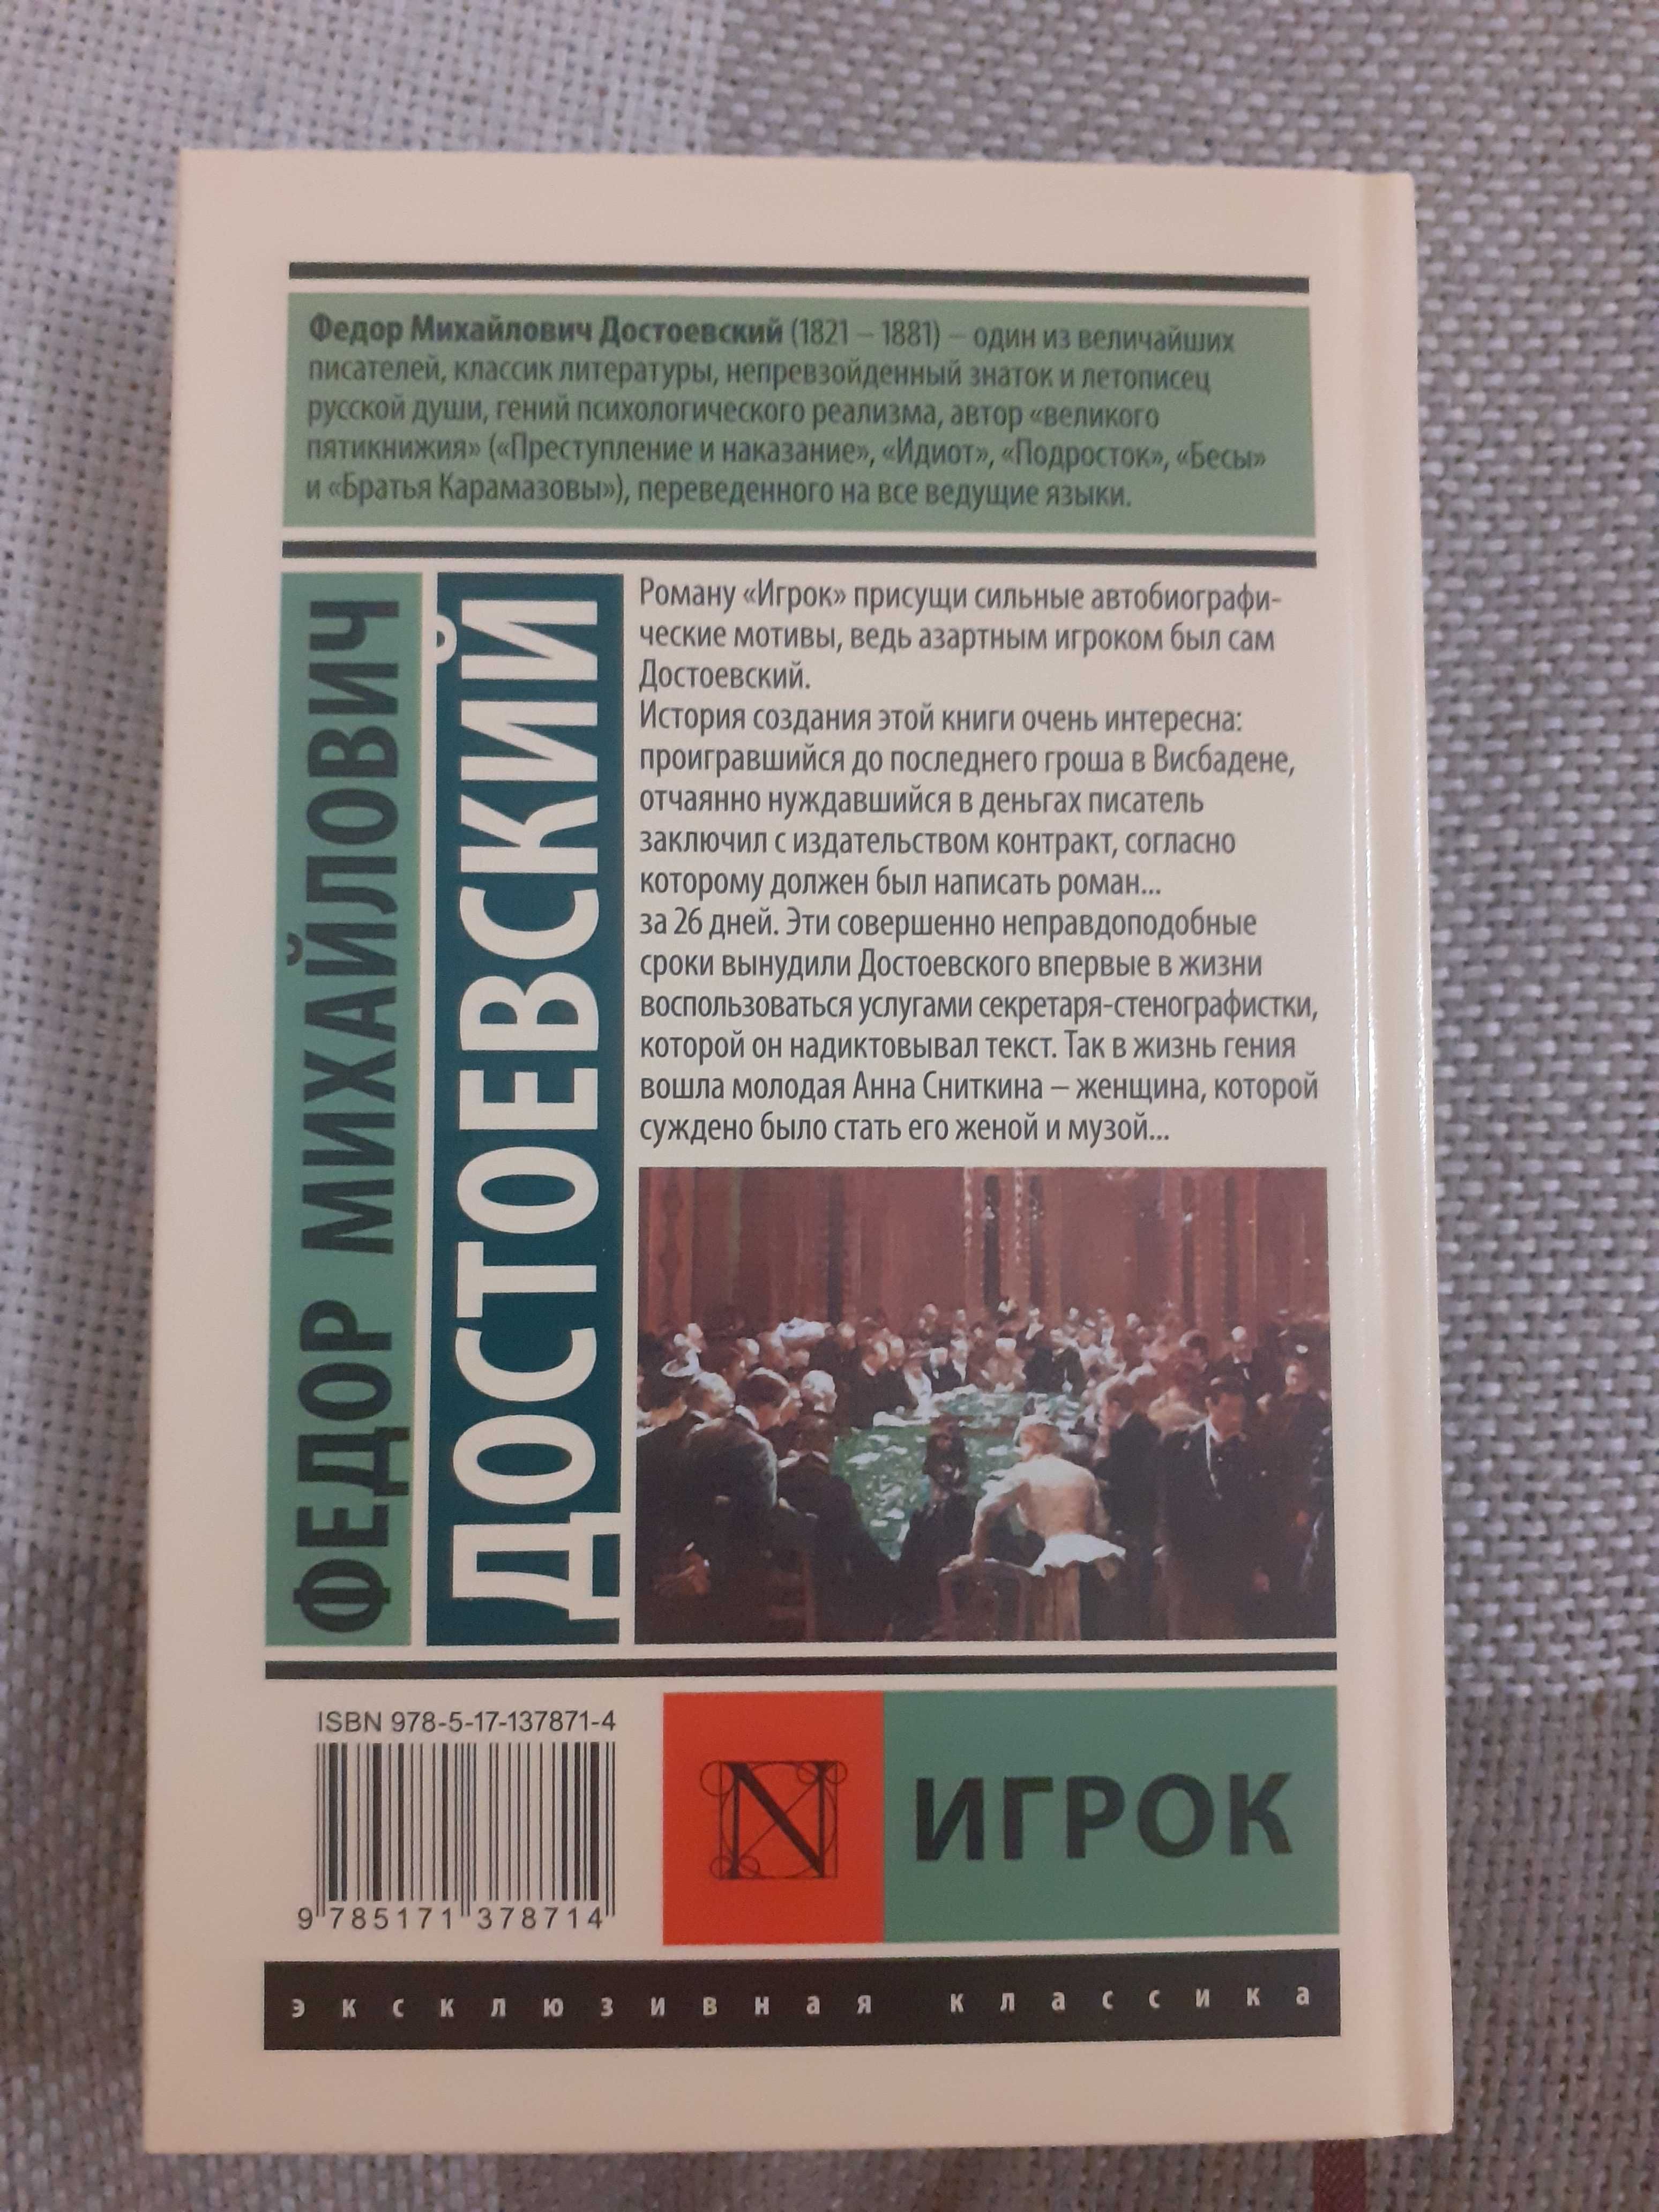 Федор Михайлович Достоевский (1821 – 1881) – один из величайших
писателей, классик литературы, непревзойденный знаток и летописец
русской души, гений психологического реализма, автор «великого
пятикнижия» («Преступление и наказание», «Идиот», «Подросток», «Бесы»
и «Братья Карамазовы»), переведенного на все ведущие языки.
ФЕДОР МИХАЙЛОВИЧ
ДОСТОЕВСКИЙ
Роману «Игрок» присущи сильные автобиографи-
ческие мотивы, ведь азартным игроком был сам
Достоевский.
История создания этой книги очень интересна:
проигравшийся до последнего гроша в Висбадене,
отчаянно нуждавшийся в деньгах писатель
заключил с издательством контракт, согласно
которому должен был написать роман...
за 26 дней. Эти совершенно неправдоподобные
сроки вынудили Достоевского впервые в жизни
воспользоваться услугами секретаря-стенографистки,
которой он надиктовывал текст. Так в жизнь гения
вошла молодая Анна Сниткина – женщина, которой
суждено было стать его женой и музой...
ISBN 978-5-17-137871-4
9 785171 378714
N
ИГРОК
эксклюзивная классика